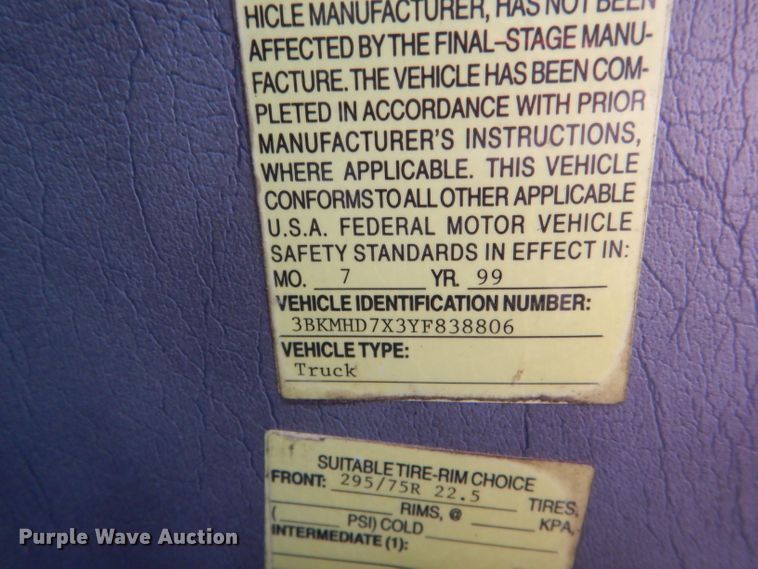 HICLE MANUFACTURER, HAS NOT BEEN
AFFECTED BY THE FINAL-STAGE MANU-
FACTURE. THE VEHICLE HAS BEEN COM-
PLETED IN ACCORDANCE WITH PRIOR
MANUFACTURER'S INSTRUCTIONS,
WHERE APPLICABLE. THIS VEHICLE
CONFORMS TO ALL OTHER APPLICABLE
U.S.A. FEDERAL MOTOR VEHICLE
SAFETY STANDARDS IN EFFECT IN:
MO. 7 YR. 99
VEHICLE IDENTIFICATION NUMBER:
3BKMHD7X3YF838806
VEHICLE TYPE:
Truck
SUITABLE TIRE-RIM CHOICE
FRONT: 295/75R 22.5 TIRES,
RIMS, @ KPA,
( PSI) COLD
INTERMEDIATE (1):
Purple Wave Auction